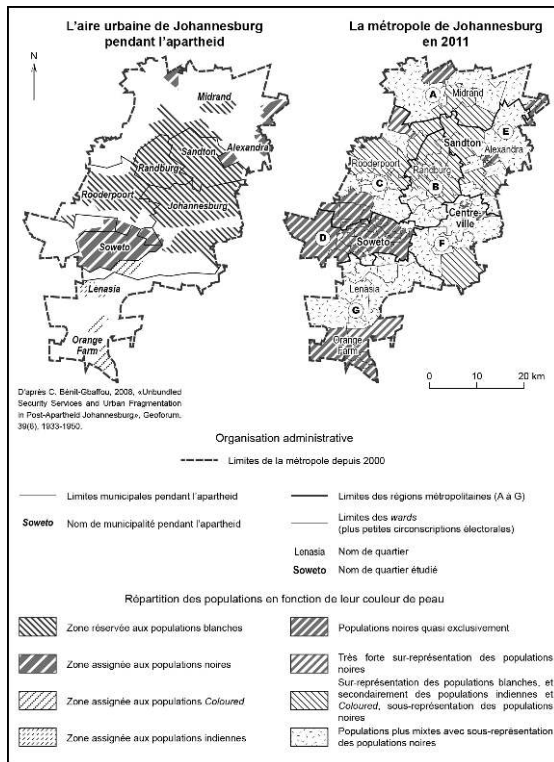 L'aire urbaine de Johannesburg
pendant l'apartheid
N
Midrand
Sandton
Alexandra
Randburg
Rooderpoort
Johannesburg
Soweto
Lenasia
Orange
Farm
D'après C. Bénit-Gbaffou, 2008, «Unbundled
Security Services and Urban Fragmentation
in Post-Apartheid Johannesburg», Geoforum,
39(6), 1933-1950.
La métropole de Johannesburg
en 2011
A
Midrand
E
Sandton
Alexandra
Rooderpoort
Randburg
C
B
Centre-
ville
D
Soweto
F
Lenasia
G
Orange
Farm
0 10 20 km
Organisation administrative
Limites de la métropole depuis 2000
Limites municipales pendant l'apartheid
Soweto Nom de municipalité pendant l'apartheid
Limites des régions métropolitaines (A à G)
Limites des wards
(plus petites circonscriptions électorales)
Lenasia Nom de quartier
Soweto Nom de quartier étudié
Répartition des populations en fonction de leur couleur de peau
Zone réservée aux populations blanches
Zone assignée aux populations noires
Zone assignée aux populations Coloured
Zone assignée aux populations indiennes
Populations noires quasi exclusivement
Très forte sur-représentation des populations
noires
Sur-représentation des populations blanches, et
secondairement des populations indiennes et
Coloured, sous-représentation des populations
noires
Populations plus mixtes avec sous-représentation
des populations noires